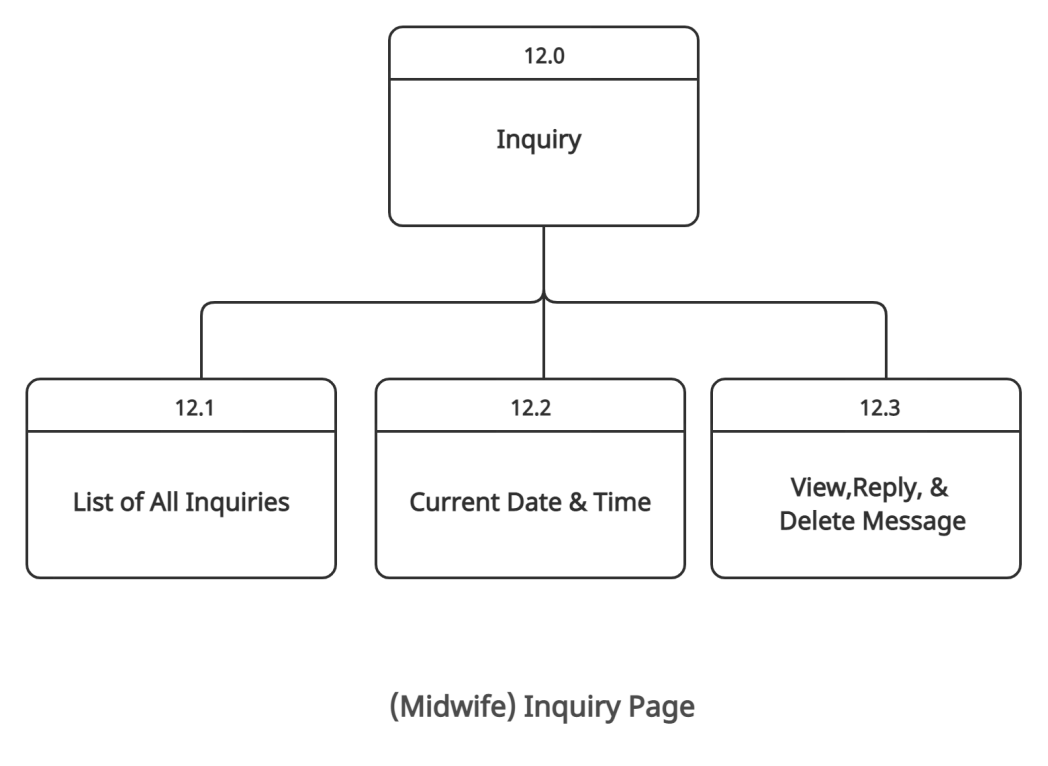 12.0
Inquiry
12.1
List of All Inquiries
12.2
Current Date & Time
12.3
View,Reply, &
Delete Message
(Midwife) Inquiry Page